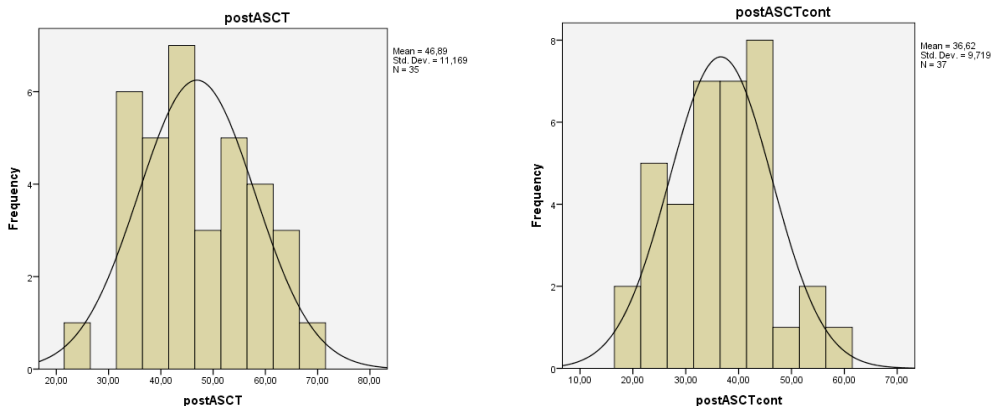 postASCT
Mean = 46,89
Std. Dev. = 11,169
N = 35
Frequency
6
4
2
0
20,00 30,00 40,00 50,00 60,00 70,00 80,00
postASCT
postASCTcont
Mean = 36,62
Std. Dev. = 9,719
N = 37
Frequency
8
6
4
2
0
10,00 20,00 30,00 40,00 50,00 60,00 70,00
postASCTcont